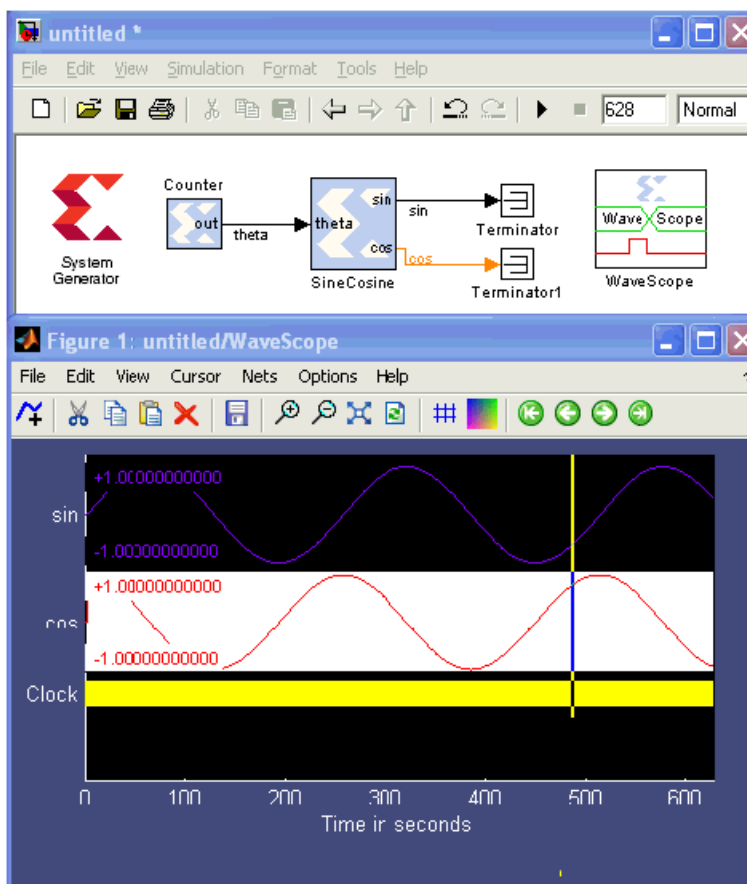 untitled *
File Edit View Simulation Format Tools Help
628 Normal
Counter
out
theta
theta
sin
cos
SineCosine
sin
cos
Terminator
Terminator1
System
Generator
Wave Scope
WaveScope
Figure 1: untitled/WaveScope
File Edit View Cursor Nets Options Help
+1.00000000000
sin
-1.00000000000
+1.00000000000
cos
-1.00000000000
Clock
0 100 200 300 400 500 600
Time in seconds